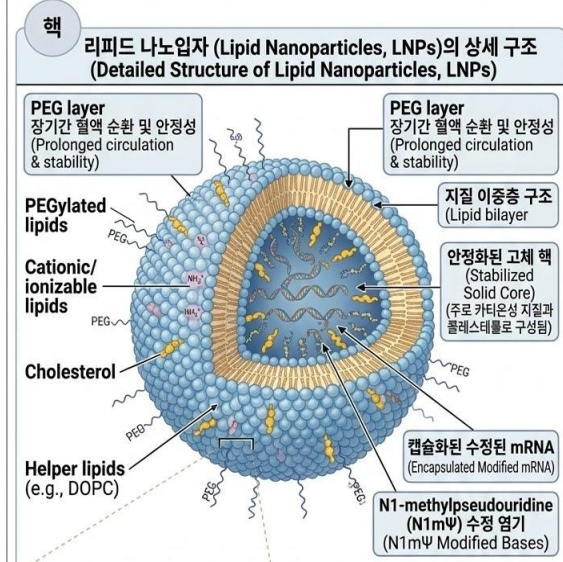 핵
리피드 나노입자 (Lipid Nanoparticles, LNPs)의 상세 구조
(Detailed Structure of Lipid Nanoparticles, LNPs)
PEG layer
장기간 혈액 순환 및 안정성
(Prolonged circulation
& stability)
PEGylated
lipids
PEG
Cationic/
ionizable
lipids
PEG
Cholesterol
PEG
Helper lipids
(e.g., DOPC)
PEG
PEG layer
장기간 혈액 순환 및 안정성
(Prolonged circulation
& stability)
지질 이중층 구조
(Lipid bilayer
안정화된 고체 핵
(Stabilized
Solid Core)
(주로 카티온성 지질과
콜레스테롤로 구성됨)
PEG
캡슐화된 수정된 mRNA
(Encapsulated Modified mRNA)
PEG
N1-methylpseudouridine
(N1mΨ) 수정 염기
(N1mΨ Modified Bases)